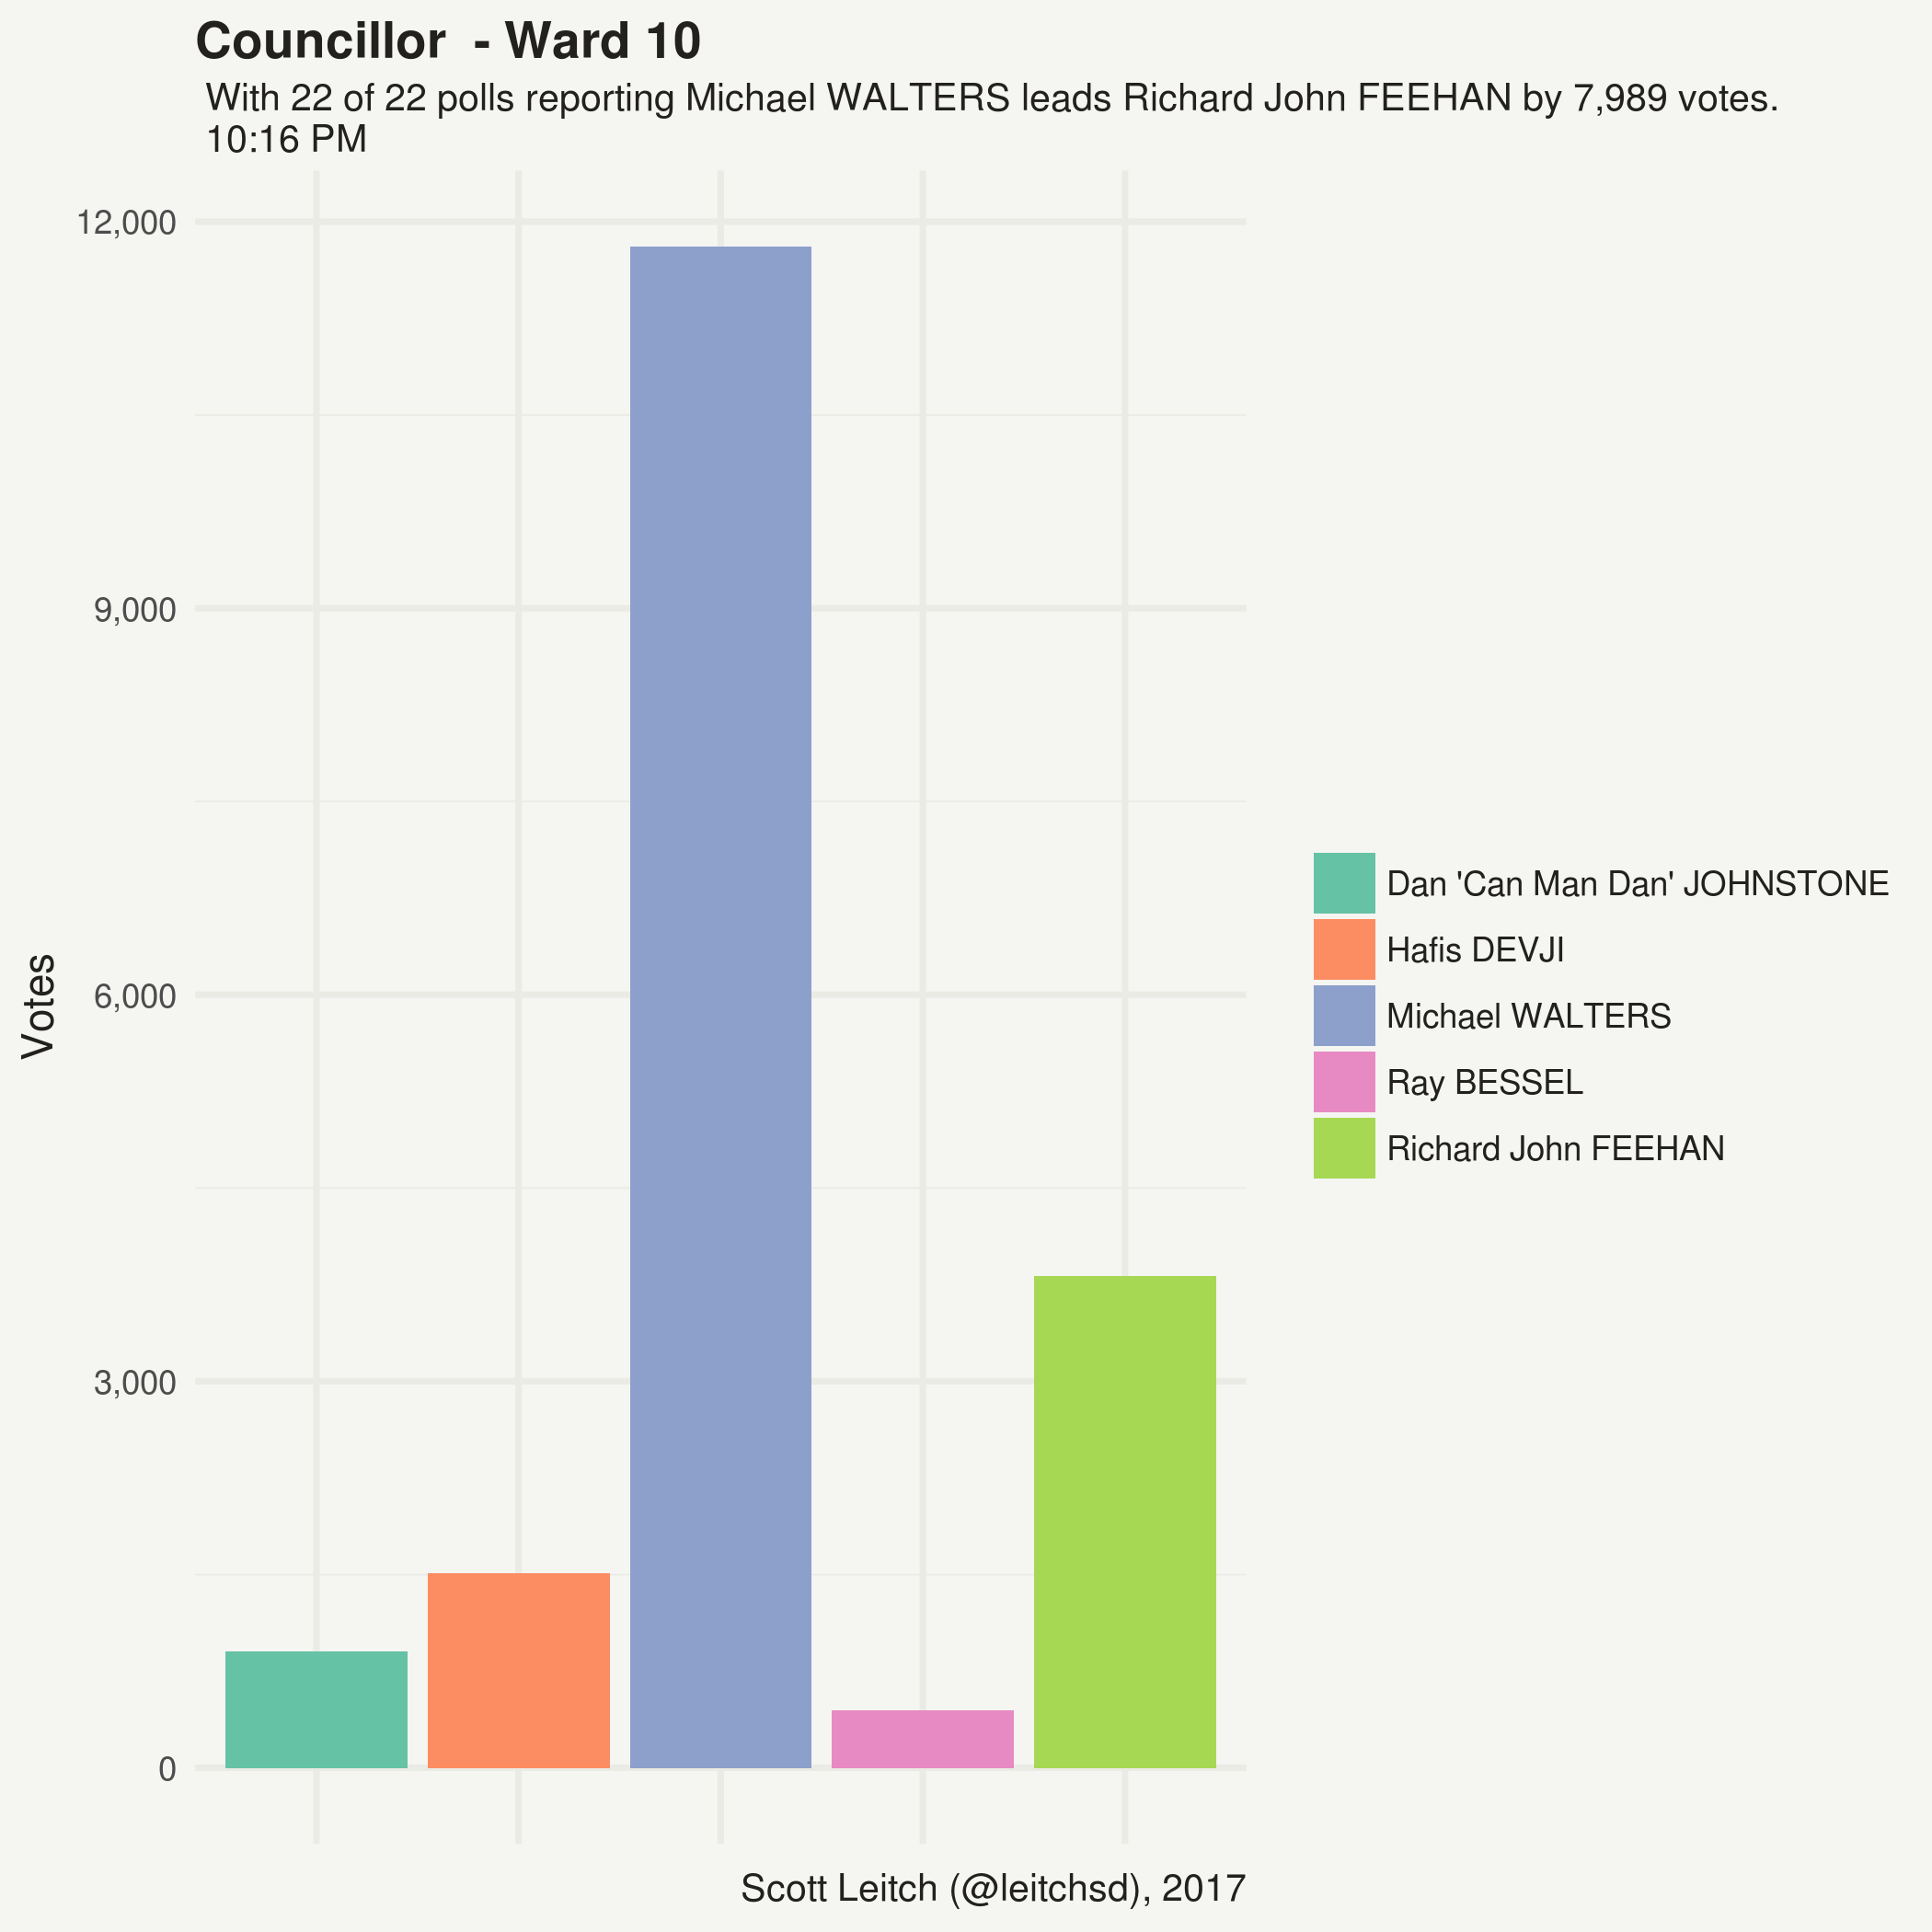 Councillor  - Ward 10
With 22 of 22 polls reporting Michael WALTERS leads Richard John FEEHAN by 7,989 votes.
10:16 PM
12,000
9,000
6,000
3,000
0
Votes
Dan 'Can Man Dan' JOHNSTONE
Hafis DEVJI
Michael WALTERS
Ray BESSEL
Richard John FEEHAN
Scott Leitch (@leitchsd), 2017